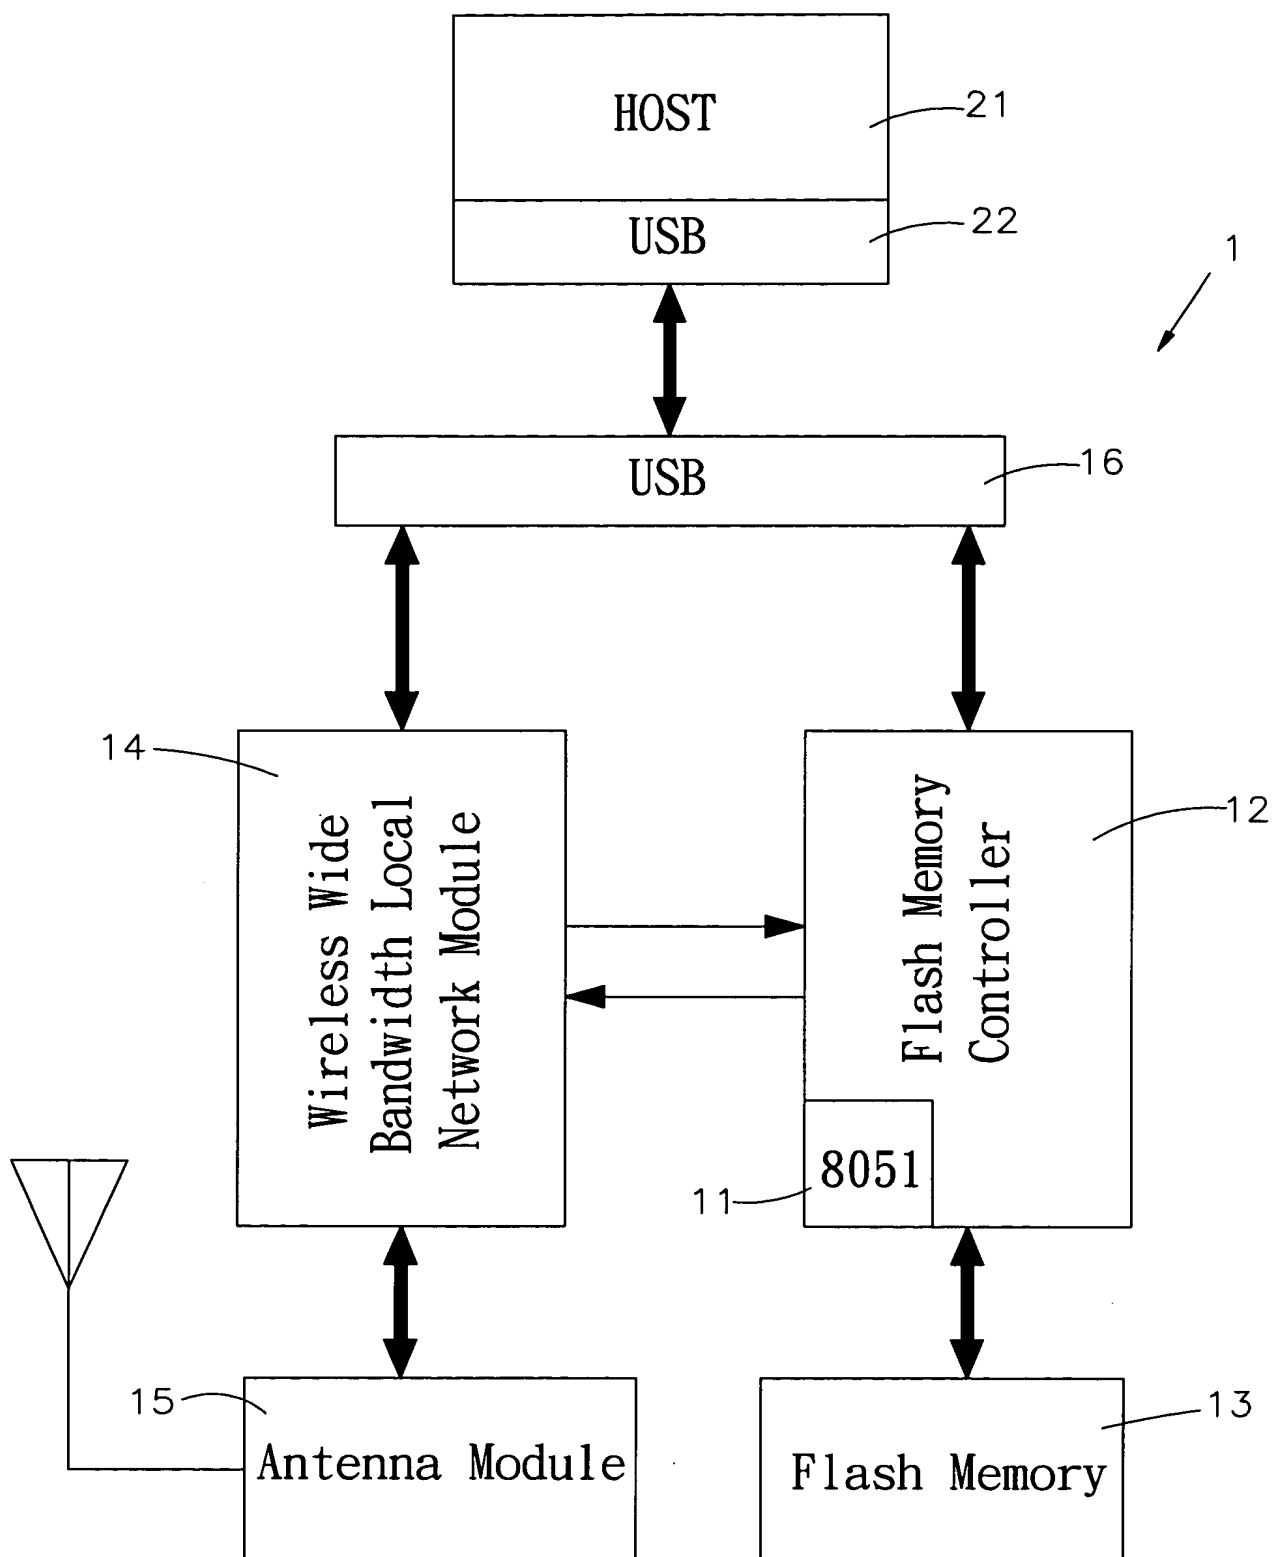 HOST
21
USB
22
1
USB
16
14
Wireless Wide
Bandwidth Local
Network Module
Flash Memory
Controller
12
8051
11
15
Antenna Module
13
Flash Memory